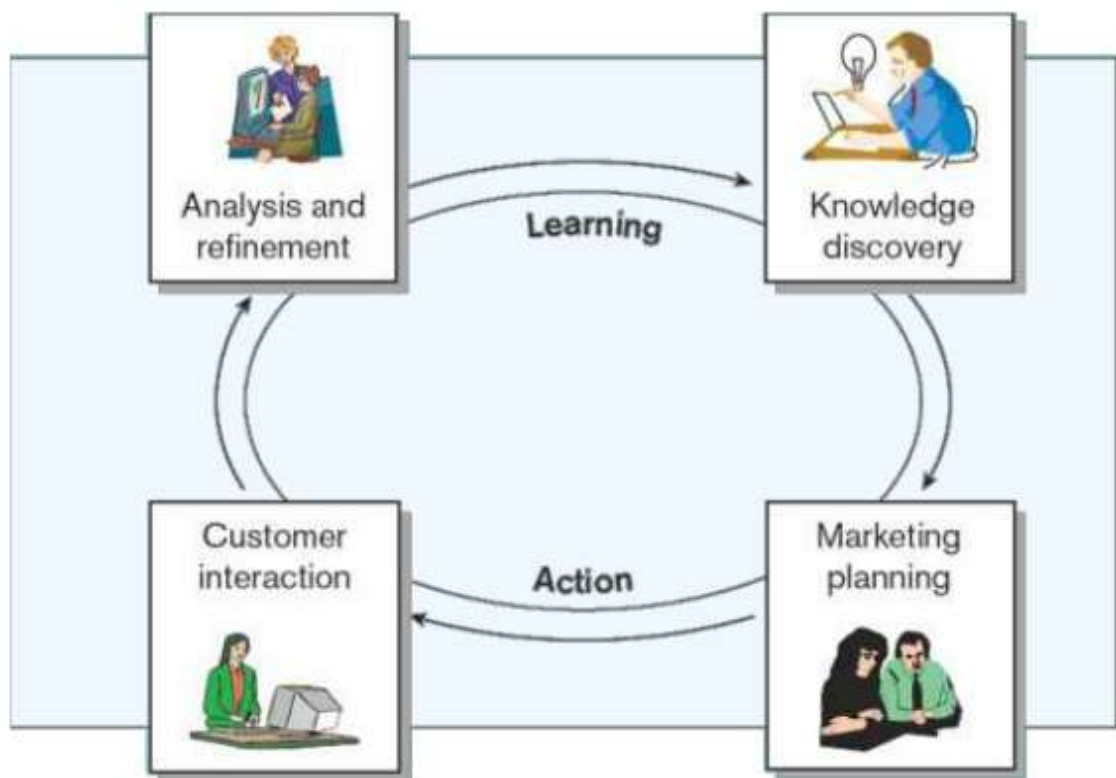 Analysis and
refinement
Learning
Knowledge
discovery
Customer
interaction
Action
Marketing
planning